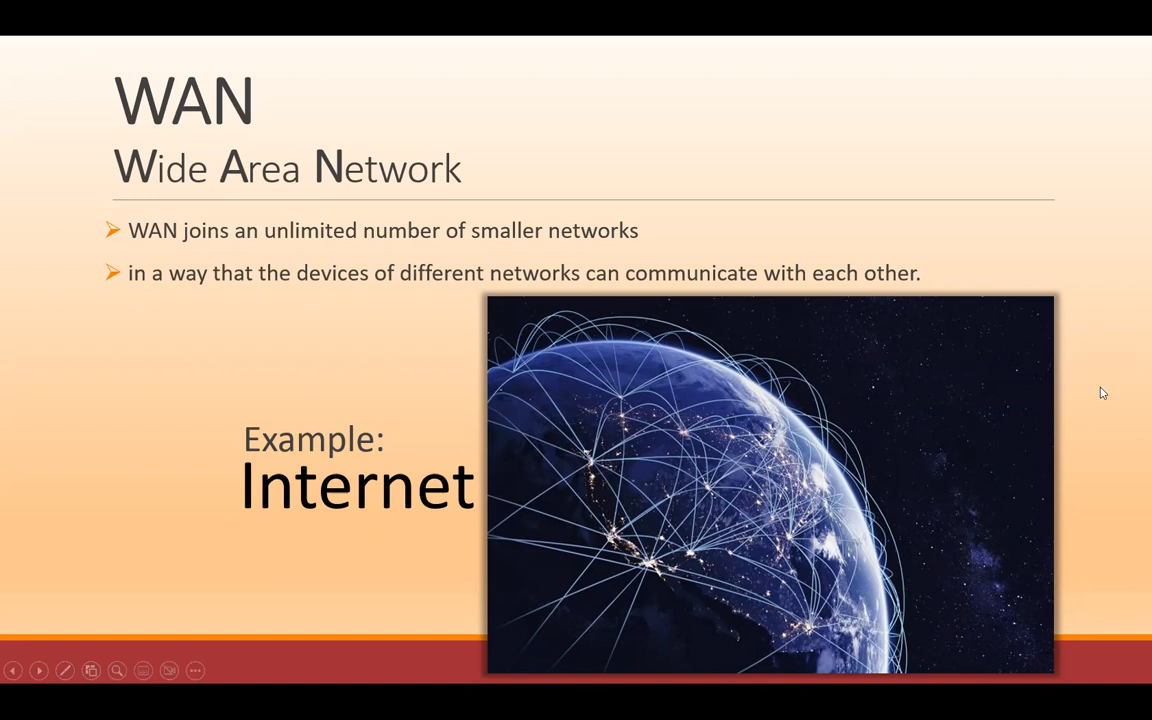 WAN
Wide Area Network
WAN joins an unlimited number of smaller networks
in a way that the devices of different networks can communicate with each other.
Example:
Internet